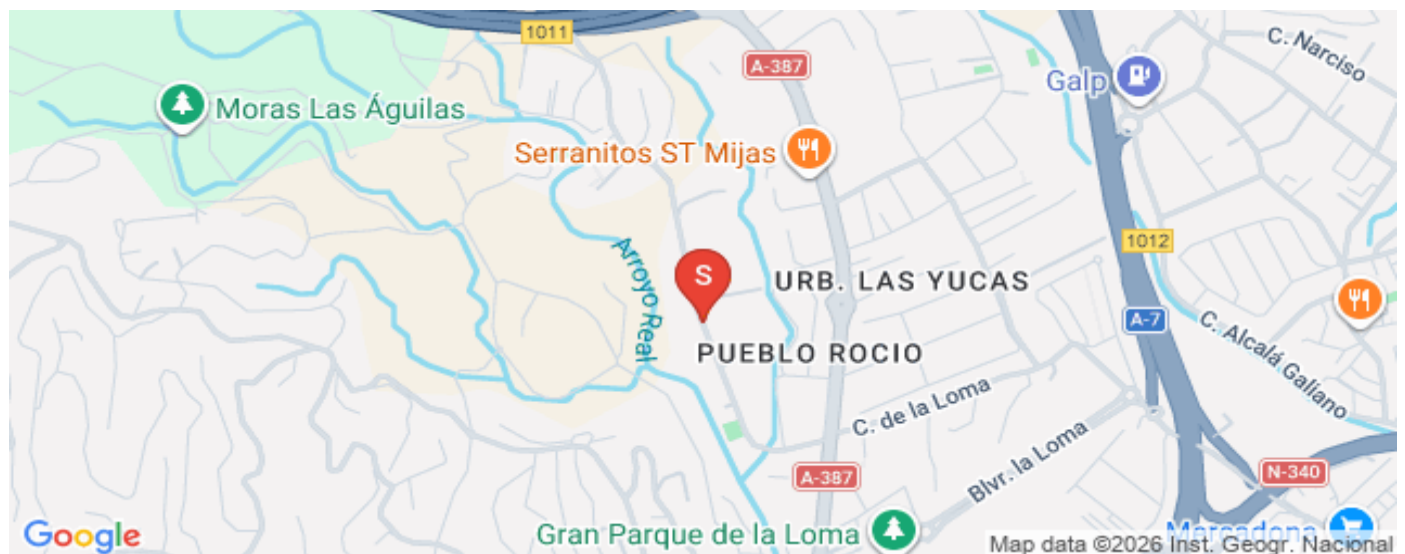 1011
A-387
C. Narciso
Galp
Moras Las Águilas
Serranitos ST Mijas
Arroyo Real
1012
S
URB. LAS YUCAS
A-7
C. Alcalá Galiano
PUEBLO ROCIO
C. de la Loma
Blvr. la Loma
A-387
N-340
Gran Parque de la Loma
Mercadona
Google
Map data ©2026 Inst. Geogr. Nacional